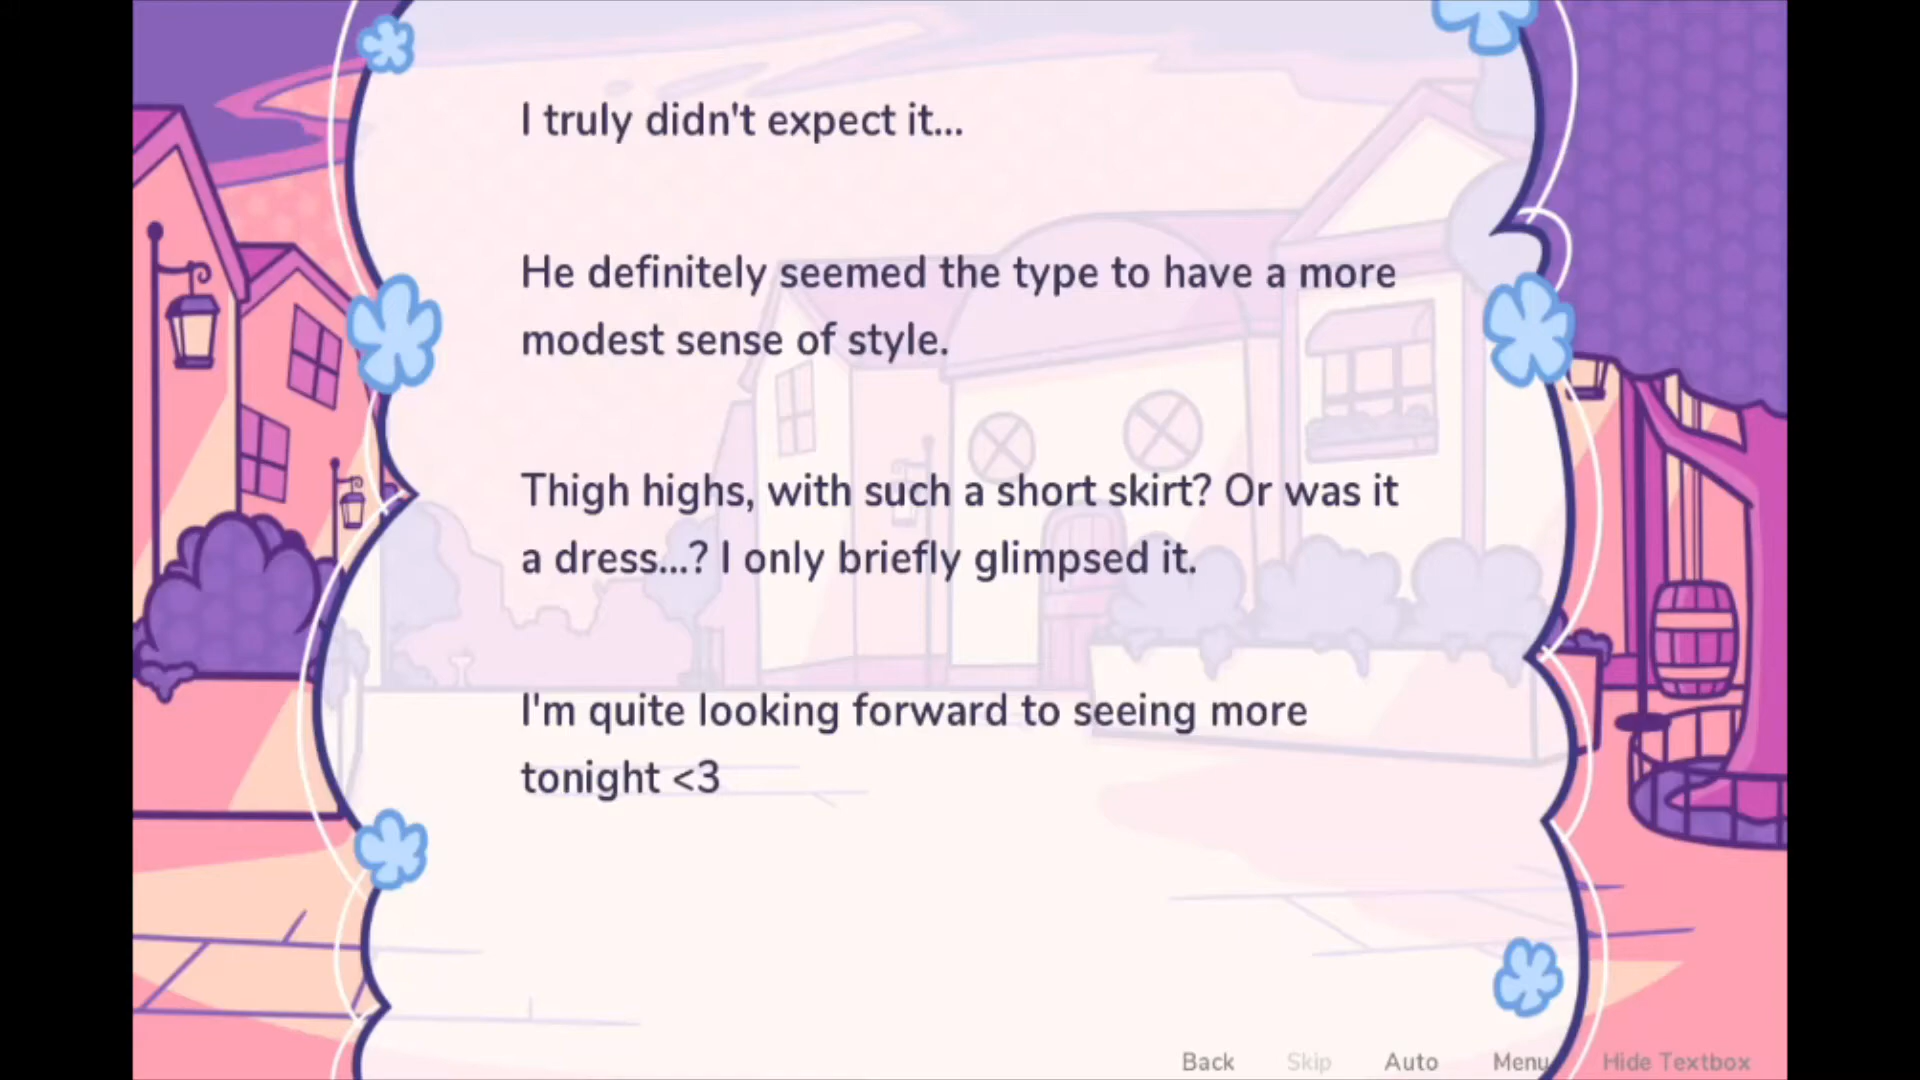 I truly didn't expect it...
He definitely seemed the type to have a more
modest sense of style.
Thigh highs, with such a short skirt? Or was it
a dress...? I only briefly glimpsed it.
I'm quite looking forward to seeing more
tonight <3
Back Skip Auto Menu Hide Textbox